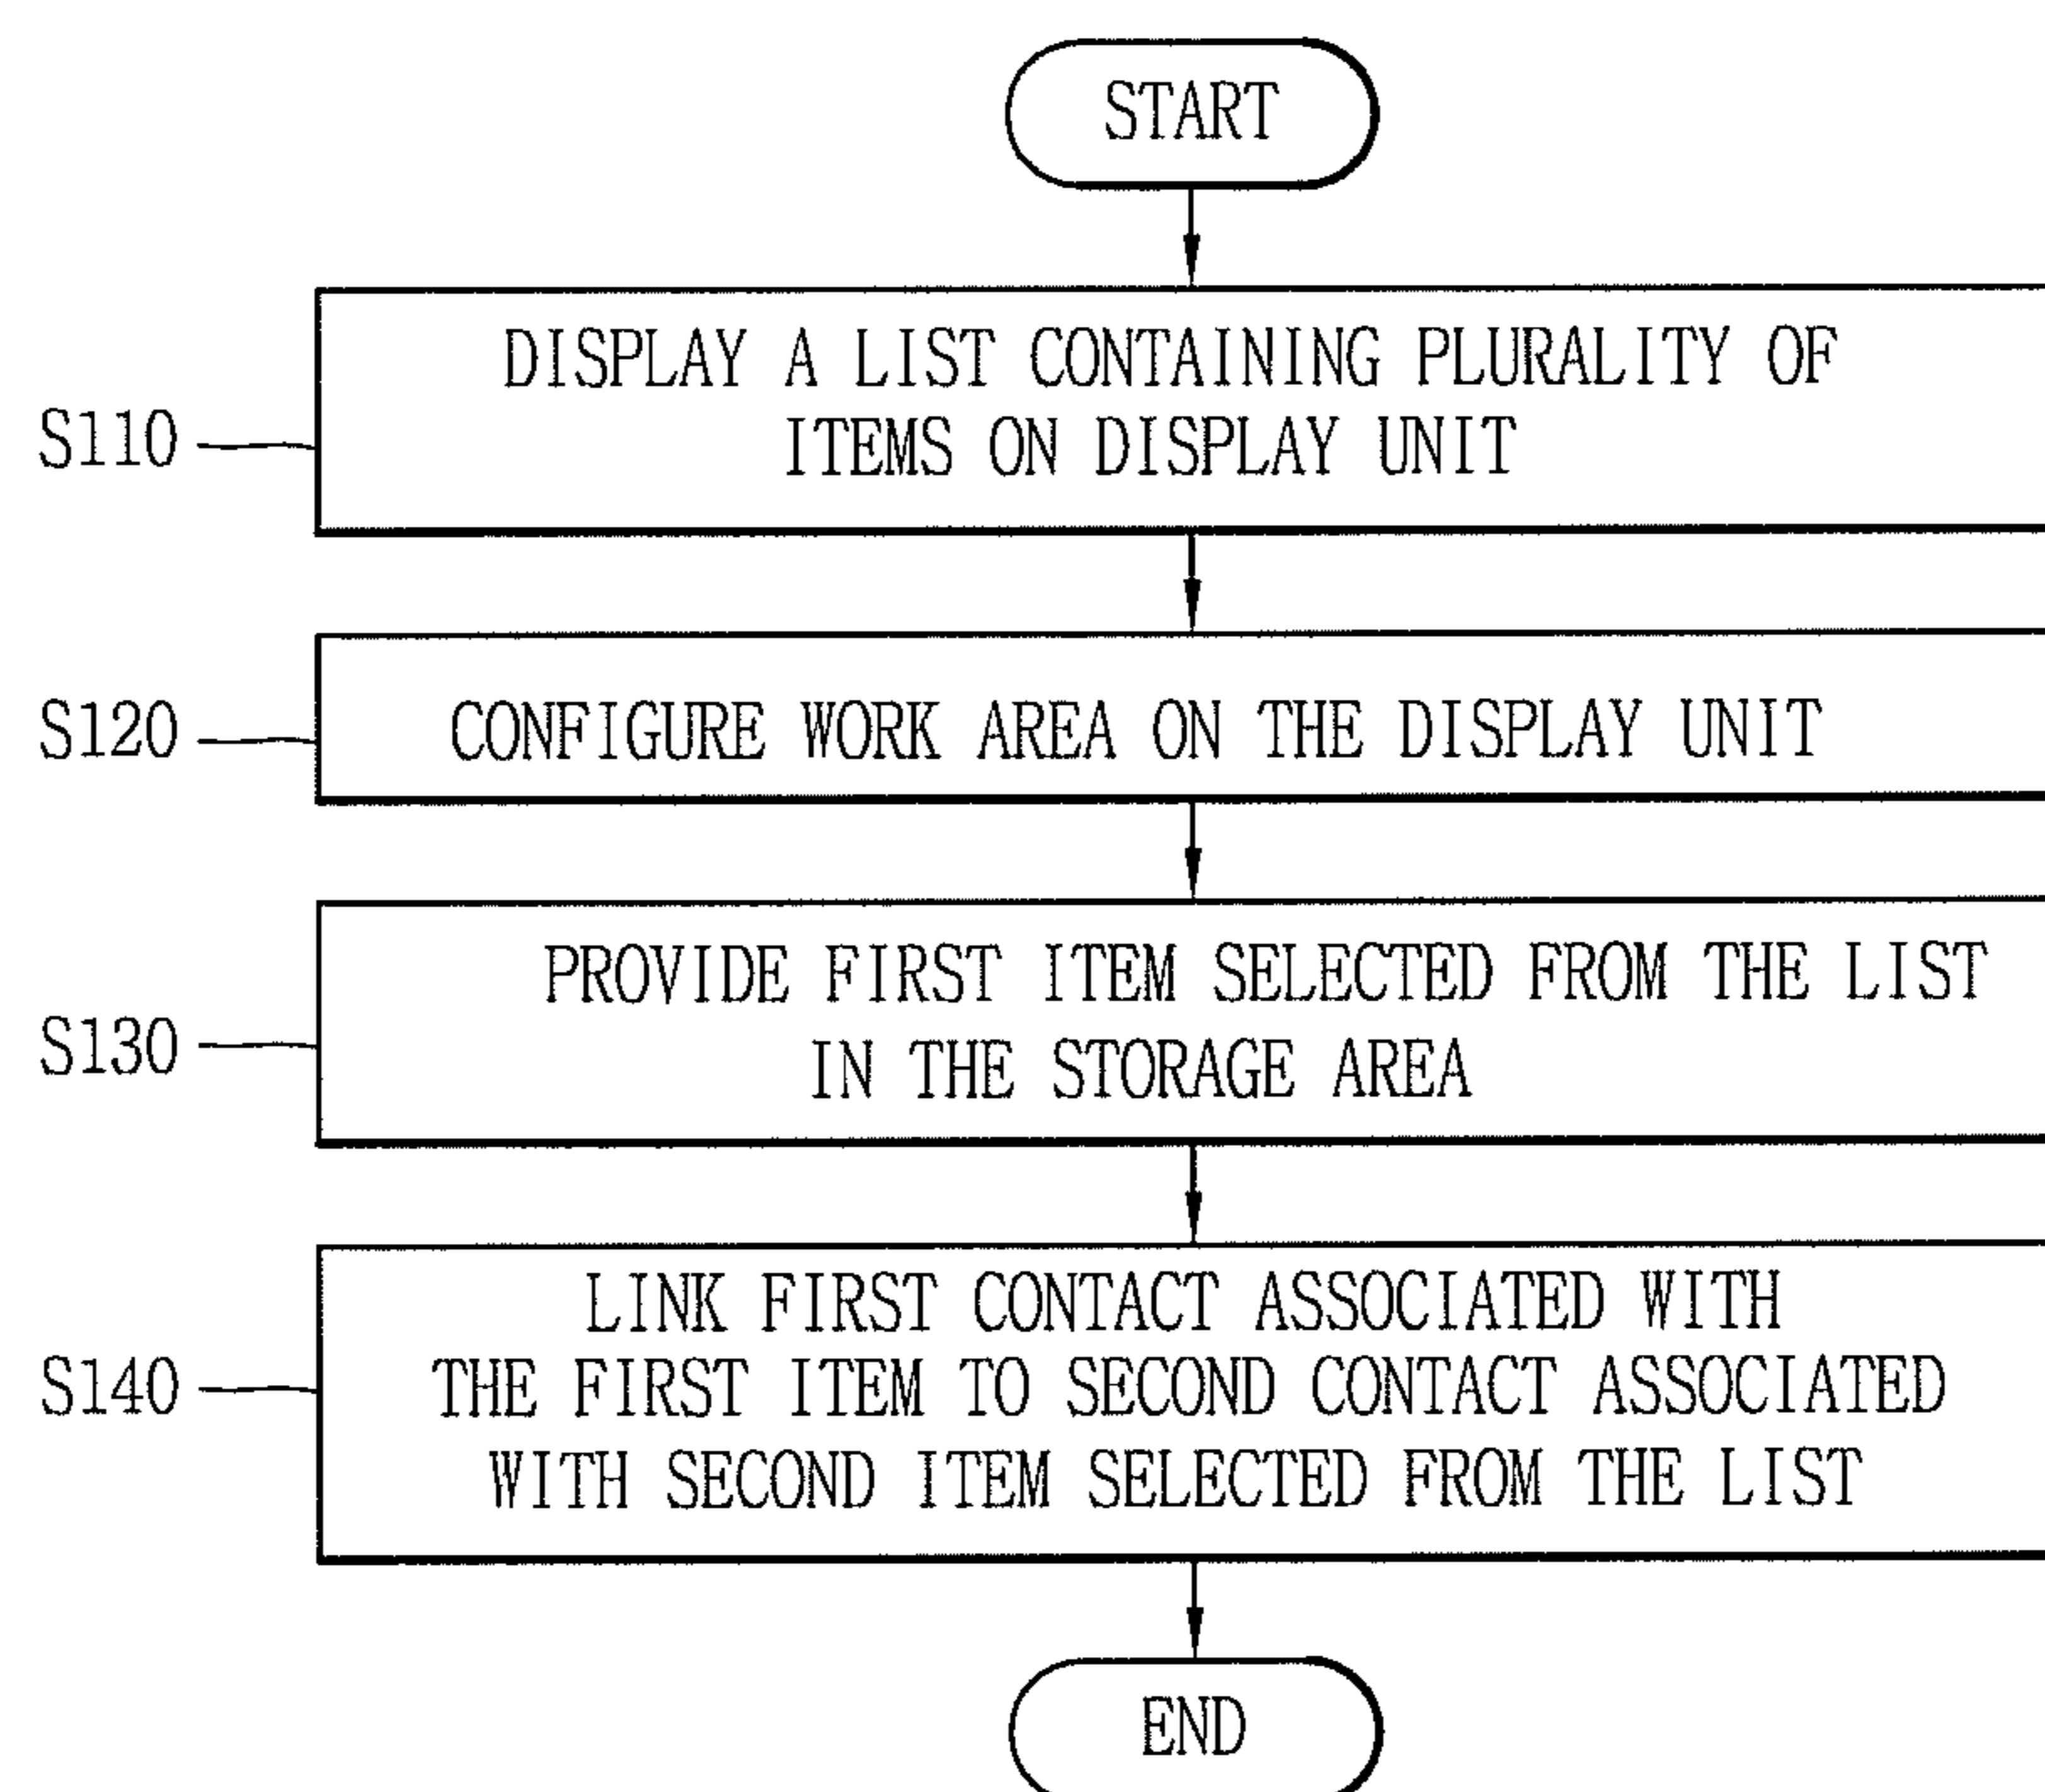 START
DISPLAY A LIST CONTAINING PLURALITY OF
ITEMS ON DISPLAY UNIT
S110
CONFIGURE WORK AREA ON THE DISPLAY UNIT
S120
PROVIDE FIRST ITEM SELECTED FROM THE LIST
IN THE STORAGE AREA
S130
LINK FIRST CONTACT ASSOCIATED WITH
THE FIRST ITEM TO SECOND CONTACT ASSOCIATED
WITH SECOND ITEM SELECTED FROM THE LIST
S140
END